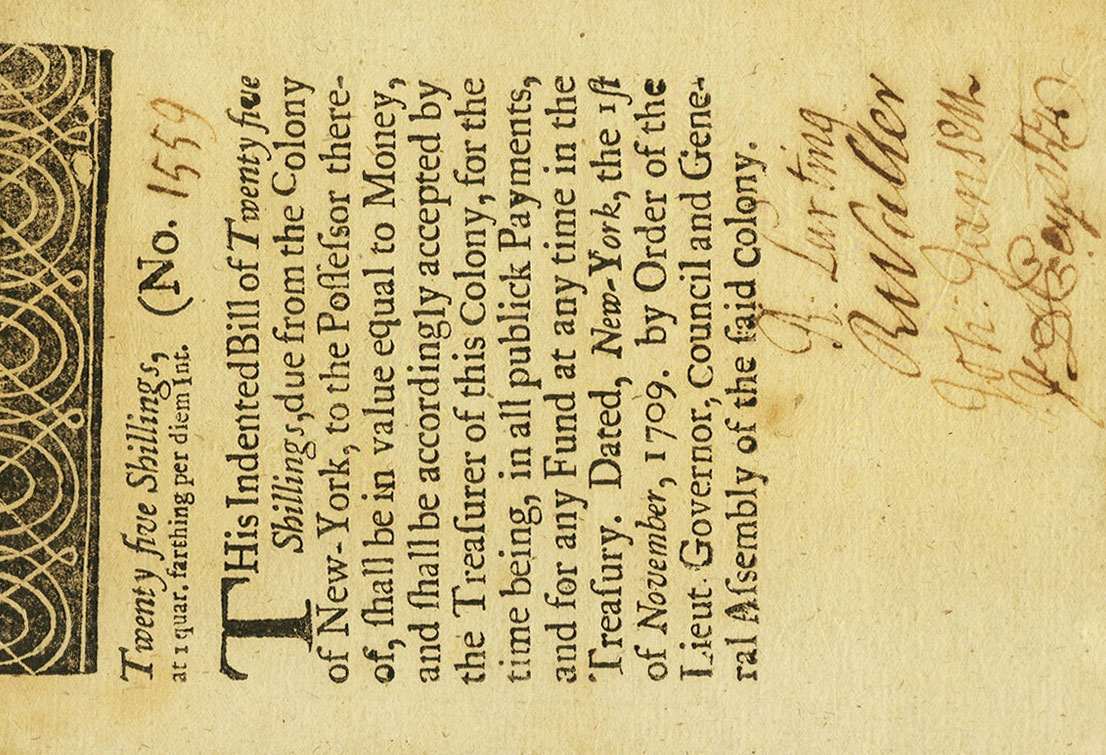 Twenty five Shillings, (No. 1559
at 1 quar. farthing per diem Int.
THis Indented Bill of Twenty five
Shillings, due from the Colony
of New-York, to the Poſſeſsor there-
of, ſhall be in value equal to Money,
and ſhall be accordingly accepted by
the Treaſurer of this Colony, for the
time being, in all publick Payments,
and for any Fund at any time in the
Treaſury. Dated, New-York, the 1ſt
of November, 1709. by Order of the
Lieut. Governor, Council and Gene-
ral Aſsembly of the ſaid Colony.
R: Lurting
R Walter
Joh: Jansen